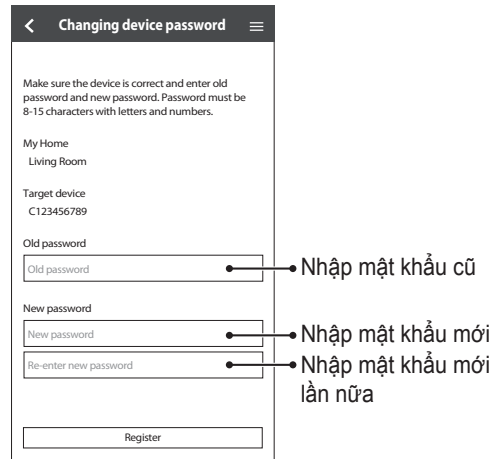 Changing device password
Make sure the device is correct and enter old
password and new password. Password must be
8-15 characters with letters and numbers.
My Home
Living Room
Target device
C123456789
Old password
Old password
Nhập mật khẩu cũ
New password
New password
Nhập mật khẩu mới
Re-enter new password
Nhập mật khẩu mới
lần nữa
Register